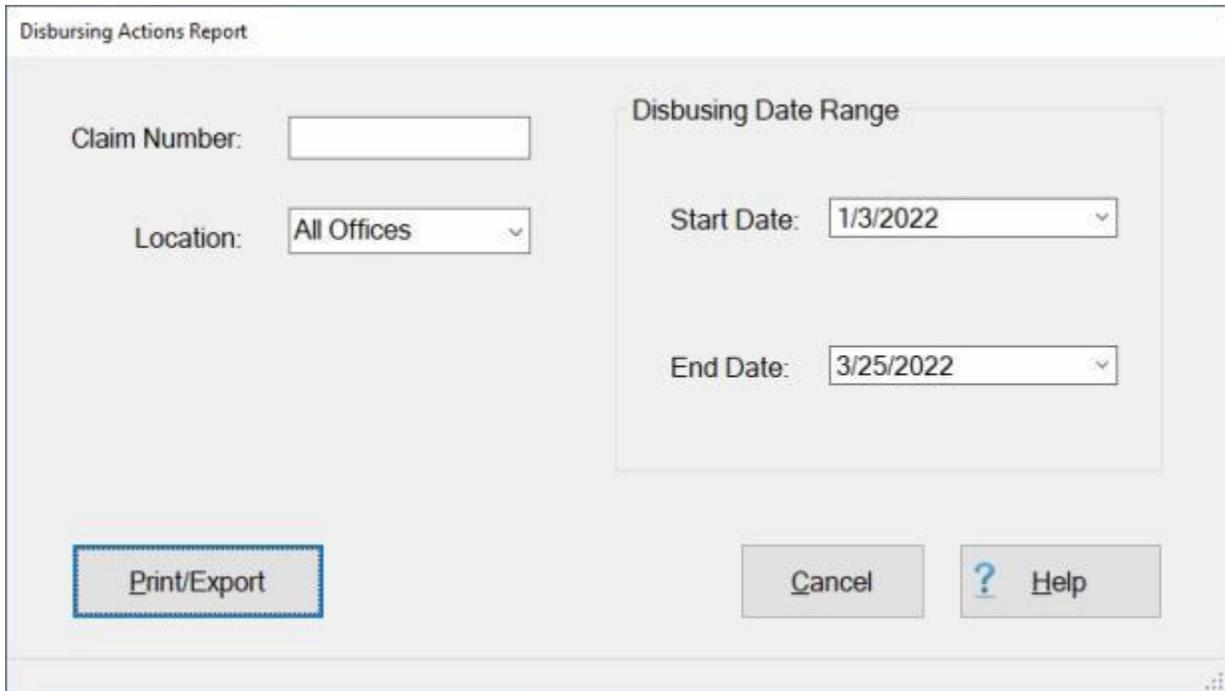 Disbursing Actions Report
Claim Number:
Location: All Offices
Disbusing Date Range
Start Date: 1/3/2022
End Date: 3/25/2022
Print/Export
Cancel
? Help